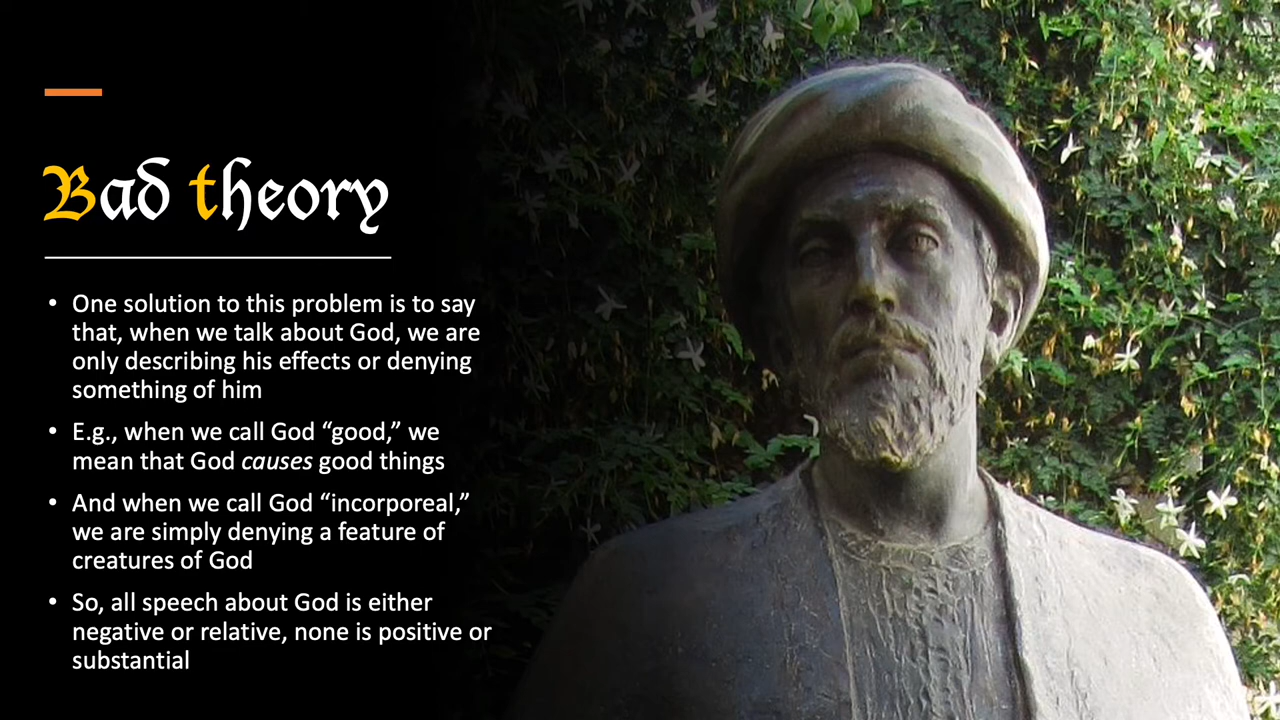 Bad theory
• One solution to this problem is to say
that, when we talk about God, we are
only describing his effects or denying
something of him
• E.g., when we call God “good,” we
mean that God causes good things
• And when we call God “incorporeal,”
we are simply denying a feature of
creatures of God
• So, all speech about God is either
negative or relative, none is positive or
substantial